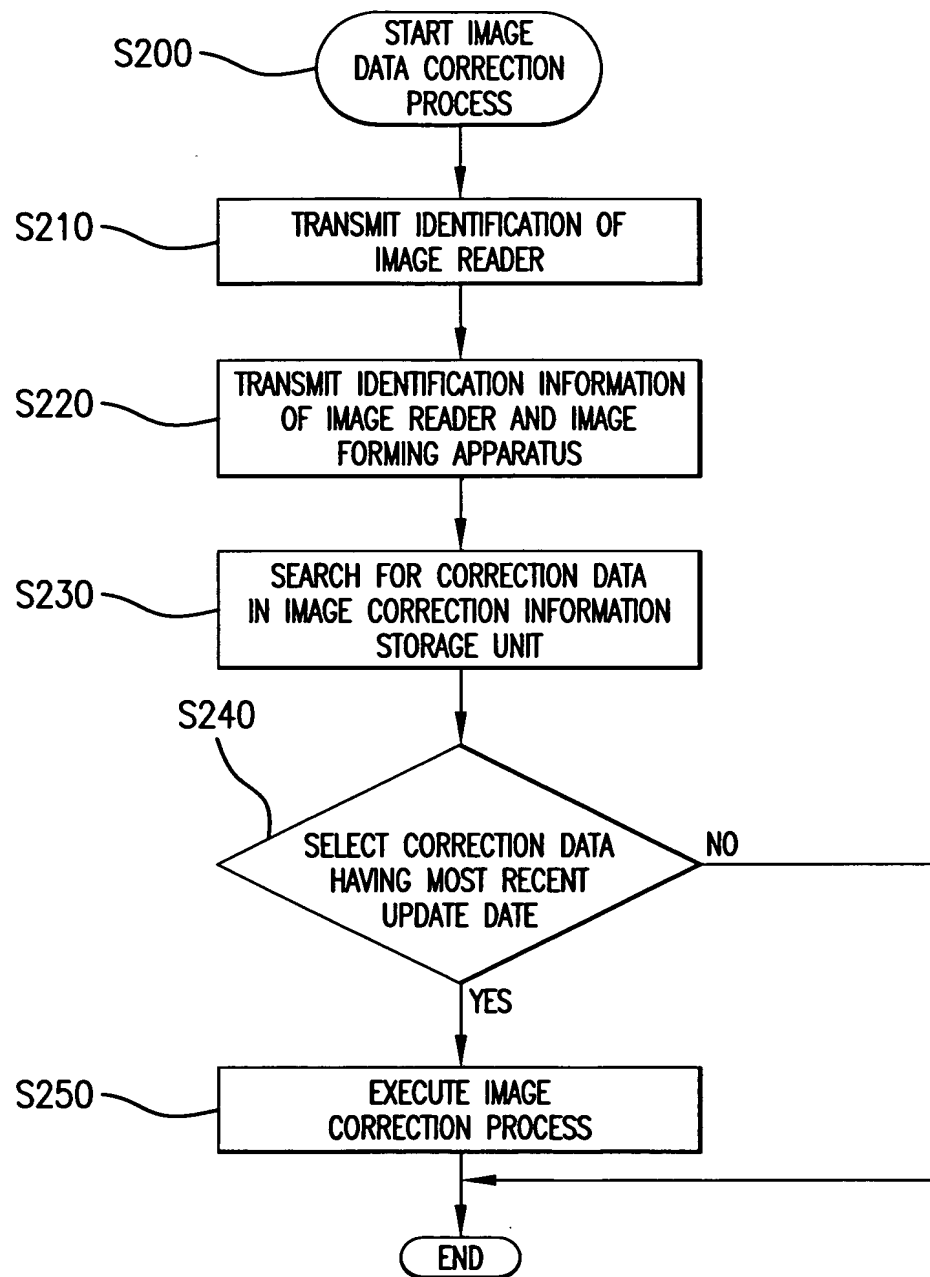 START IMAGE
DATA CORRECTION
PROCESS
S200
S210
TRANSMIT IDENTIFICATION OF
IMAGE READER
S220
TRANSMIT IDENTIFICATION INFORMATION
OF IMAGE READER AND IMAGE
FORMING APPARATUS
S230
SEARCH FOR CORRECTION DATA
IN IMAGE CORRECTION INFORMATION
STORAGE UNIT
S240
SELECT CORRECTION DATA
HAVING MOST RECENT
UPDATE DATE
NO
YES
S250
EXECUTE IMAGE
CORRECTION PROCESS
END